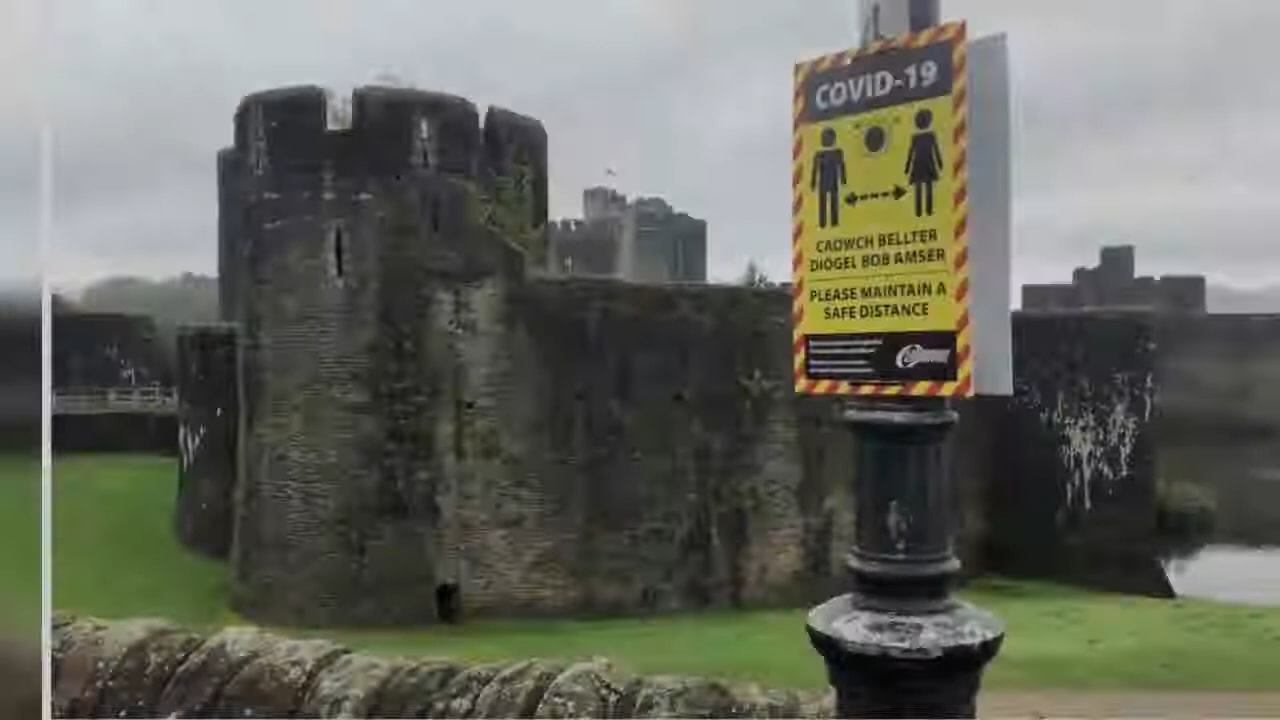 COVID-19
CADWCH BELLTER
DIOGEL BOB AMSER
PLEASE MAINTAIN A
SAFE DISTANCE